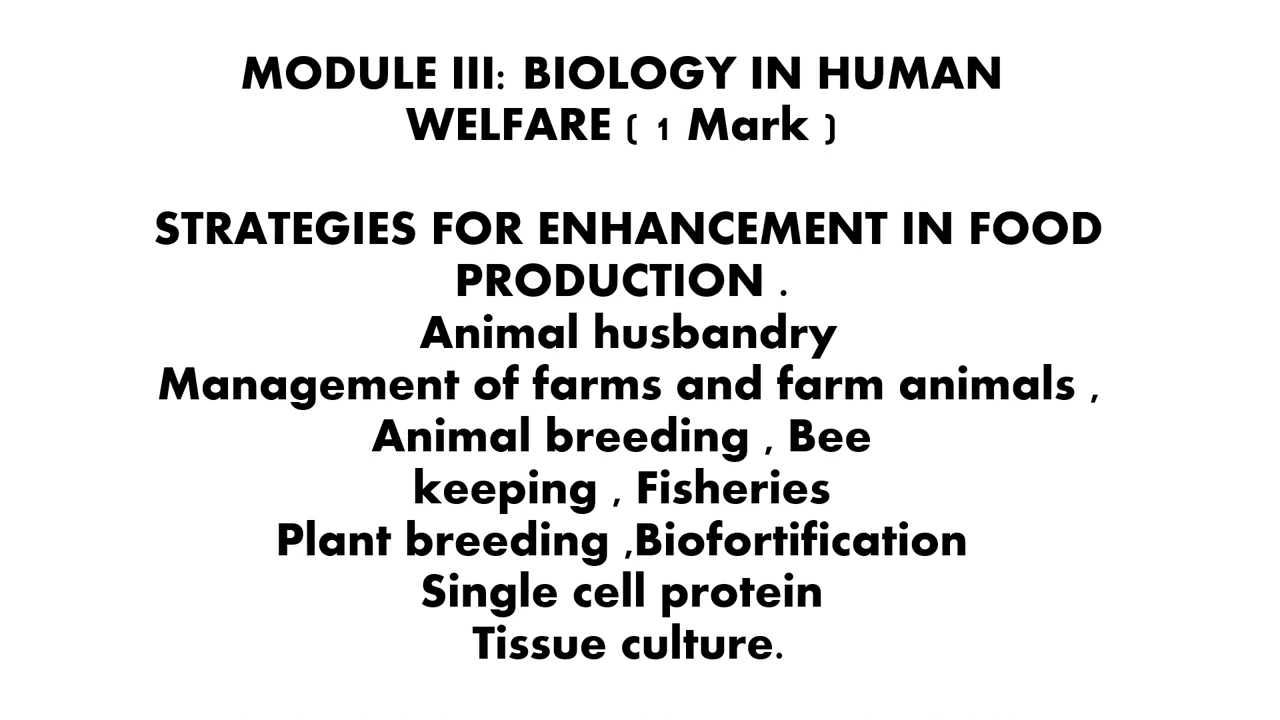 MODULE III: BIOLOGY IN HUMAN
WELFARE ( 1 Mark )
STRATEGIES FOR ENHANCEMENT IN FOOD
PRODUCTION .
Animal husbandry
Management of farms and farm animals ,
Animal breeding , Bee
keeping , Fisheries
Plant breeding ,Biofortification
Single cell protein
Tissue culture.